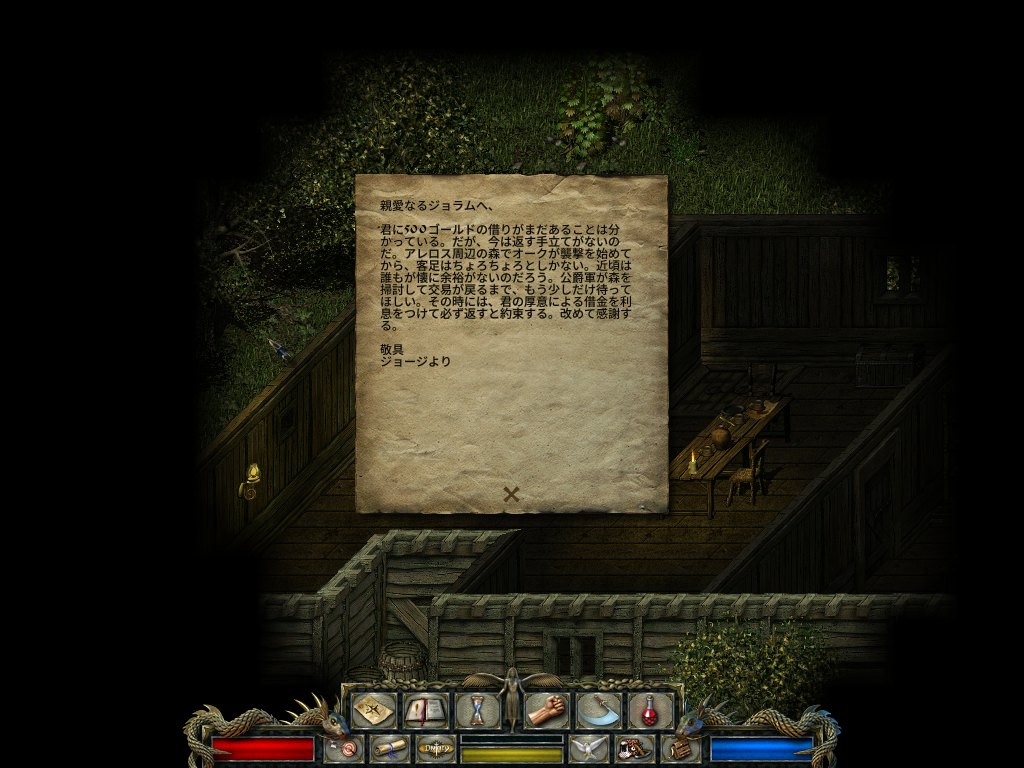 親愛なるジョラムへ、
君に500ゴールドの借りがまだあることは分
かっている。だが、今は返す手立てがないの
だ。アレロス周辺の森でオークが襲撃を始めて
から、客足はちょろちょろとしかない。近頃は
誰もが懐に余裕がないのだろう。公爵軍が森を
掃討して交易が戻るまで、もう少しだけ待って
ほしい。その時には、君の厚意による借金を利
息をつけて必ず返すと約束する。改めて感謝す
る。
敬具
ジョージより
DIVINITY